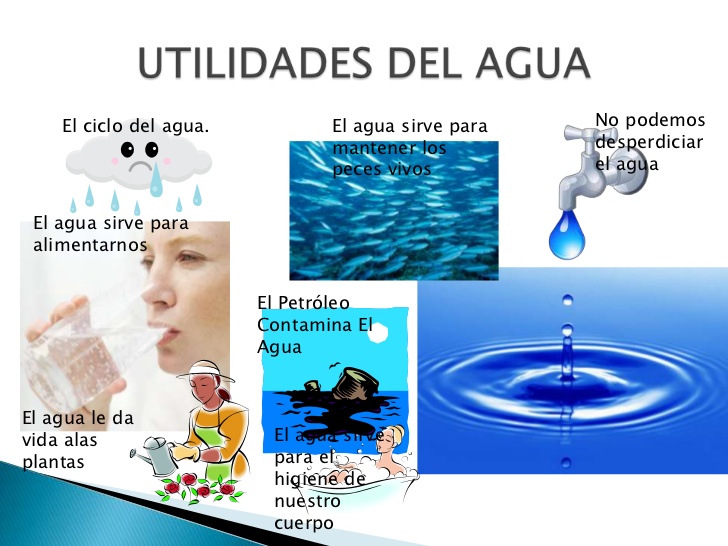 UTILIDADES DEL AGUA
El ciclo del agua.
El agua sirve para
mantener los
peces vivos
No podemos
desperdiciar
el agua
El agua sirve para
alimentarnos
El Petróleo
Contamina El
Agua
El agua le da
vida alas
plantas
El agua sirve
para el
higiene de
nuestro
cuerpo